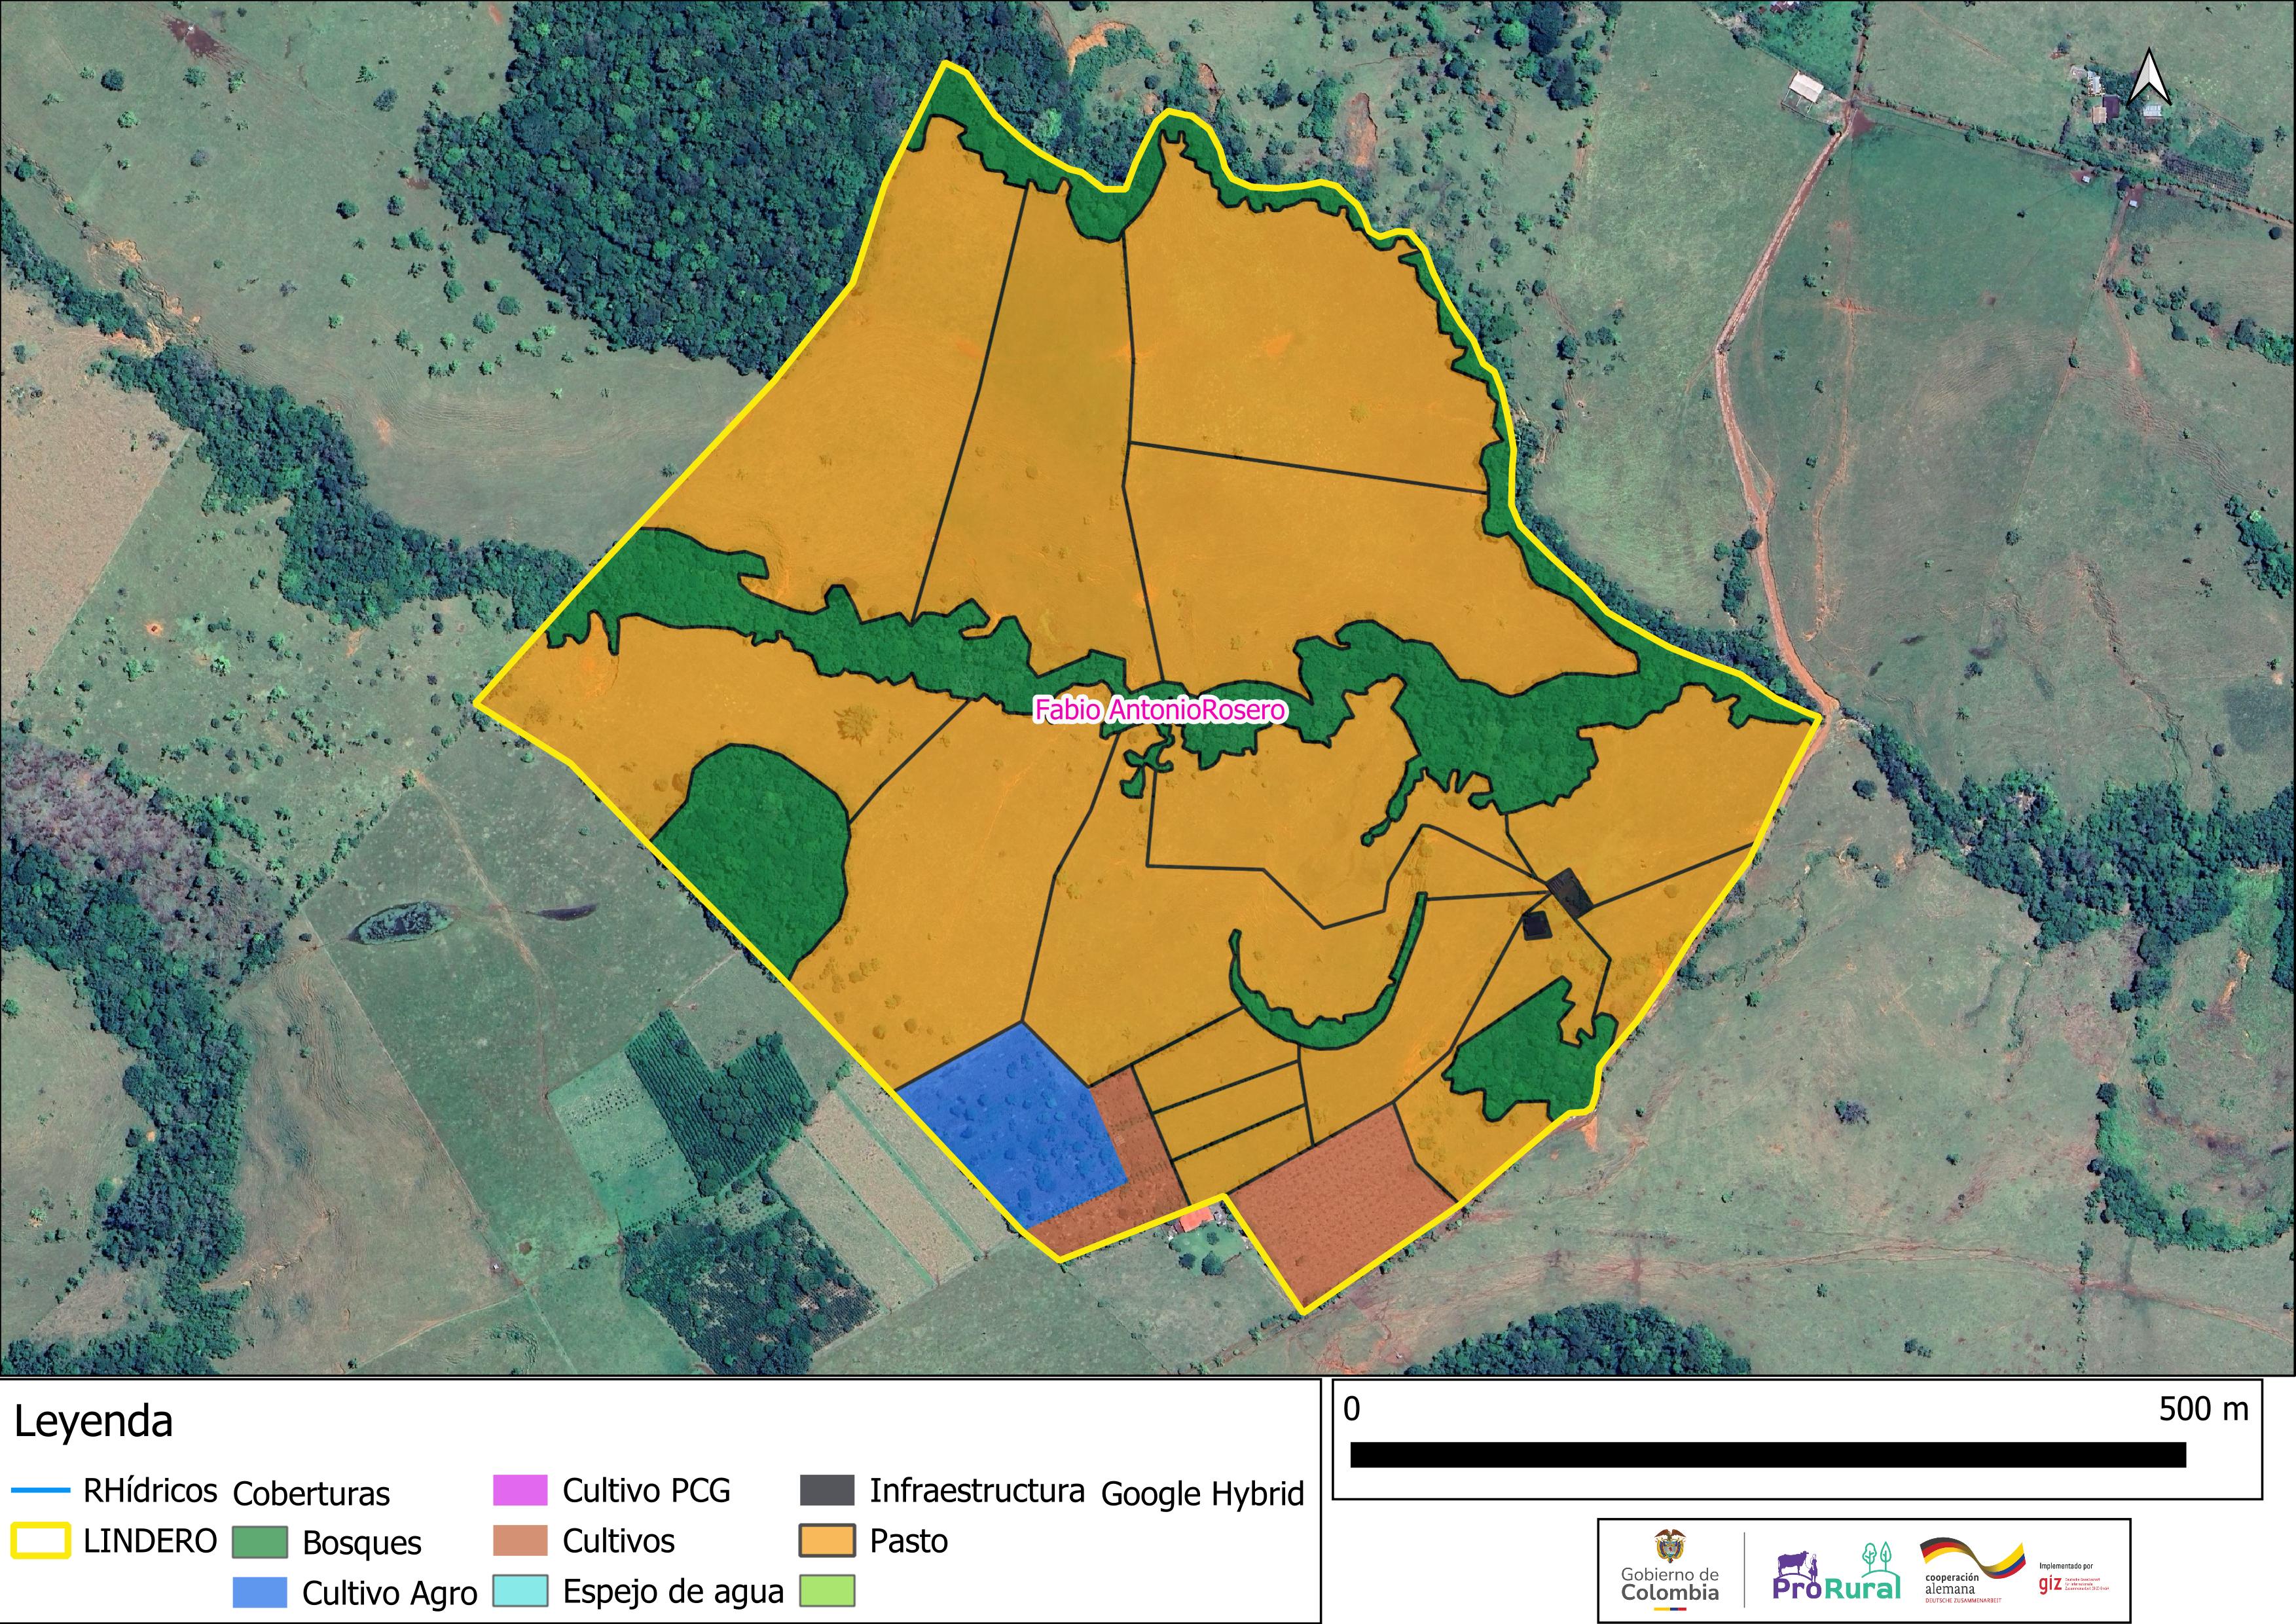 Fabio AntonioRosero
Leyenda
RHídricos
LINDERO
Coberturas
Bosques
Cultivo Agro
Cultivo PCG
Cultivos
Espejo de agua
Infraestructura
Pasto
Google Hybrid
0 500 m
Gobierno de
Colombia
ProRural
cooperación
alemana
DEUTSCHE ZUSAMMENARBEIT
Implementado por
giz